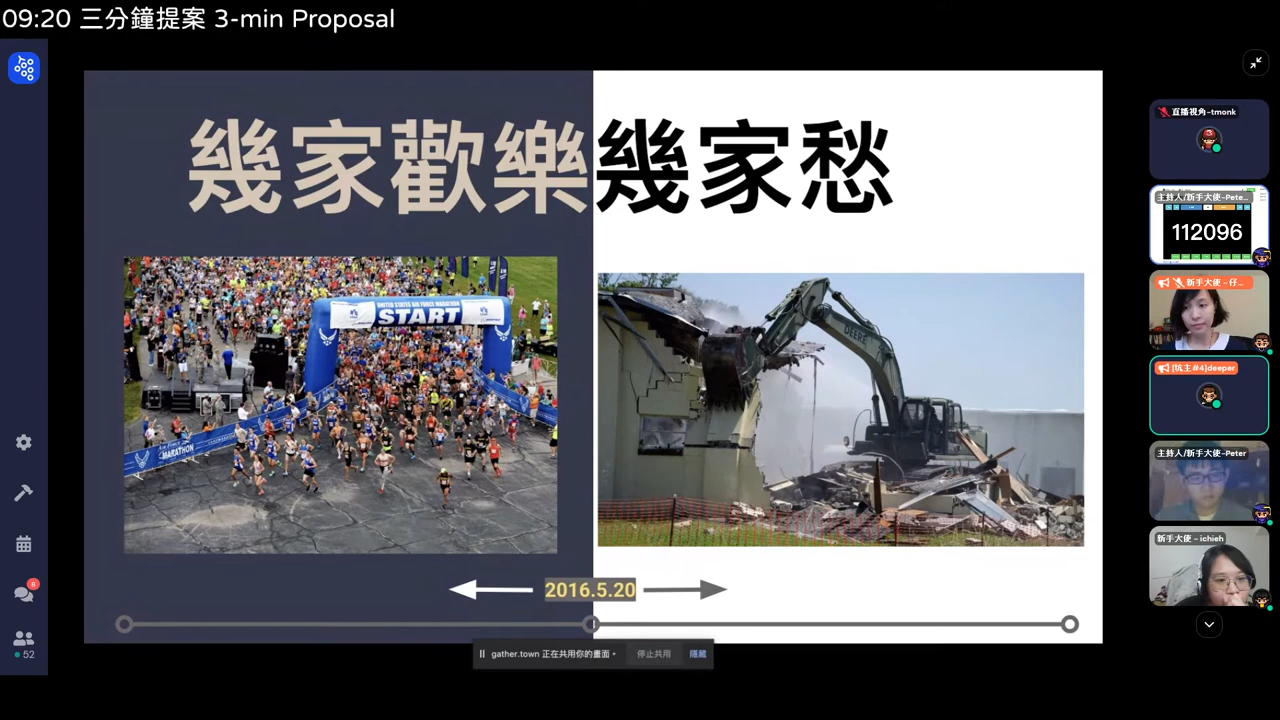 09:20 三分鐘提案 3-min Proposal
幾家歡樂幾家愁
UNITED STATES AIR FORCE MARATHON
START
MARATHON
DEERE
2016.5.20
gather.town 正在共用你的畫面。
停止共用
隱藏
8
52
直播視角-tmonk
主持人/新手大使-Pete...
112096
新手大使 - 仔...
[坑主#4]deeper
主持人/新手大使-Peter
新手大使 - ichieh